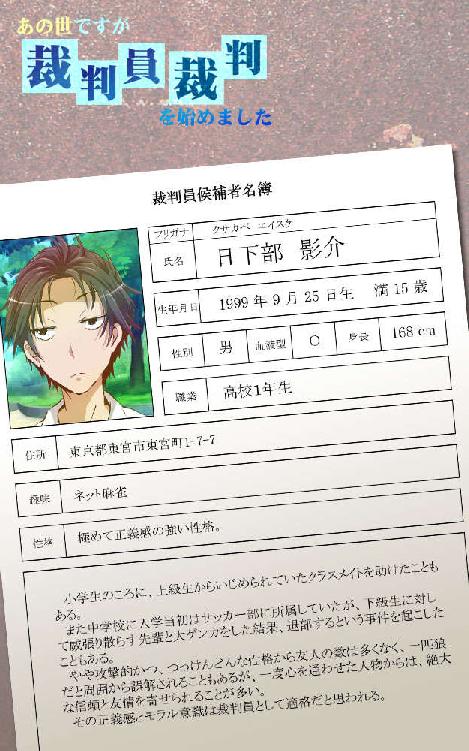 あの世ですが
裁判員裁判
を始めました
裁判員候補者名簿
フリガナ クサカベ エイスケ
氏名 日下部 影介
生年月日 1999年9月25日生 満15歳
性別 男 血液型 C 身長 168cm
職業 高校1年生
住所 東京都東宮市東宮町1-7-7
趣味 ネット麻雀
性格 極めて正義感の強い性格。
小学生のころに、上級生からいじめられていたクラスメイトを助けたことも
ある。
また中学校に入学当初はサッカー部に所属していたが、下級生に対し
て威張り散らす先輩と大ゲンカをした結果、退部するという事件を起こした
こともある。
やや攻撃的かつ、つっけんどんな性格から友人の数は多くなく、一匹狼
だと周囲から誤解されることもあるが、一度心を通わせた人物からは、絶大
な信頼と友情を寄せられることが多い。
その正義感とモラル意識は裁判員として適格だと思われる。